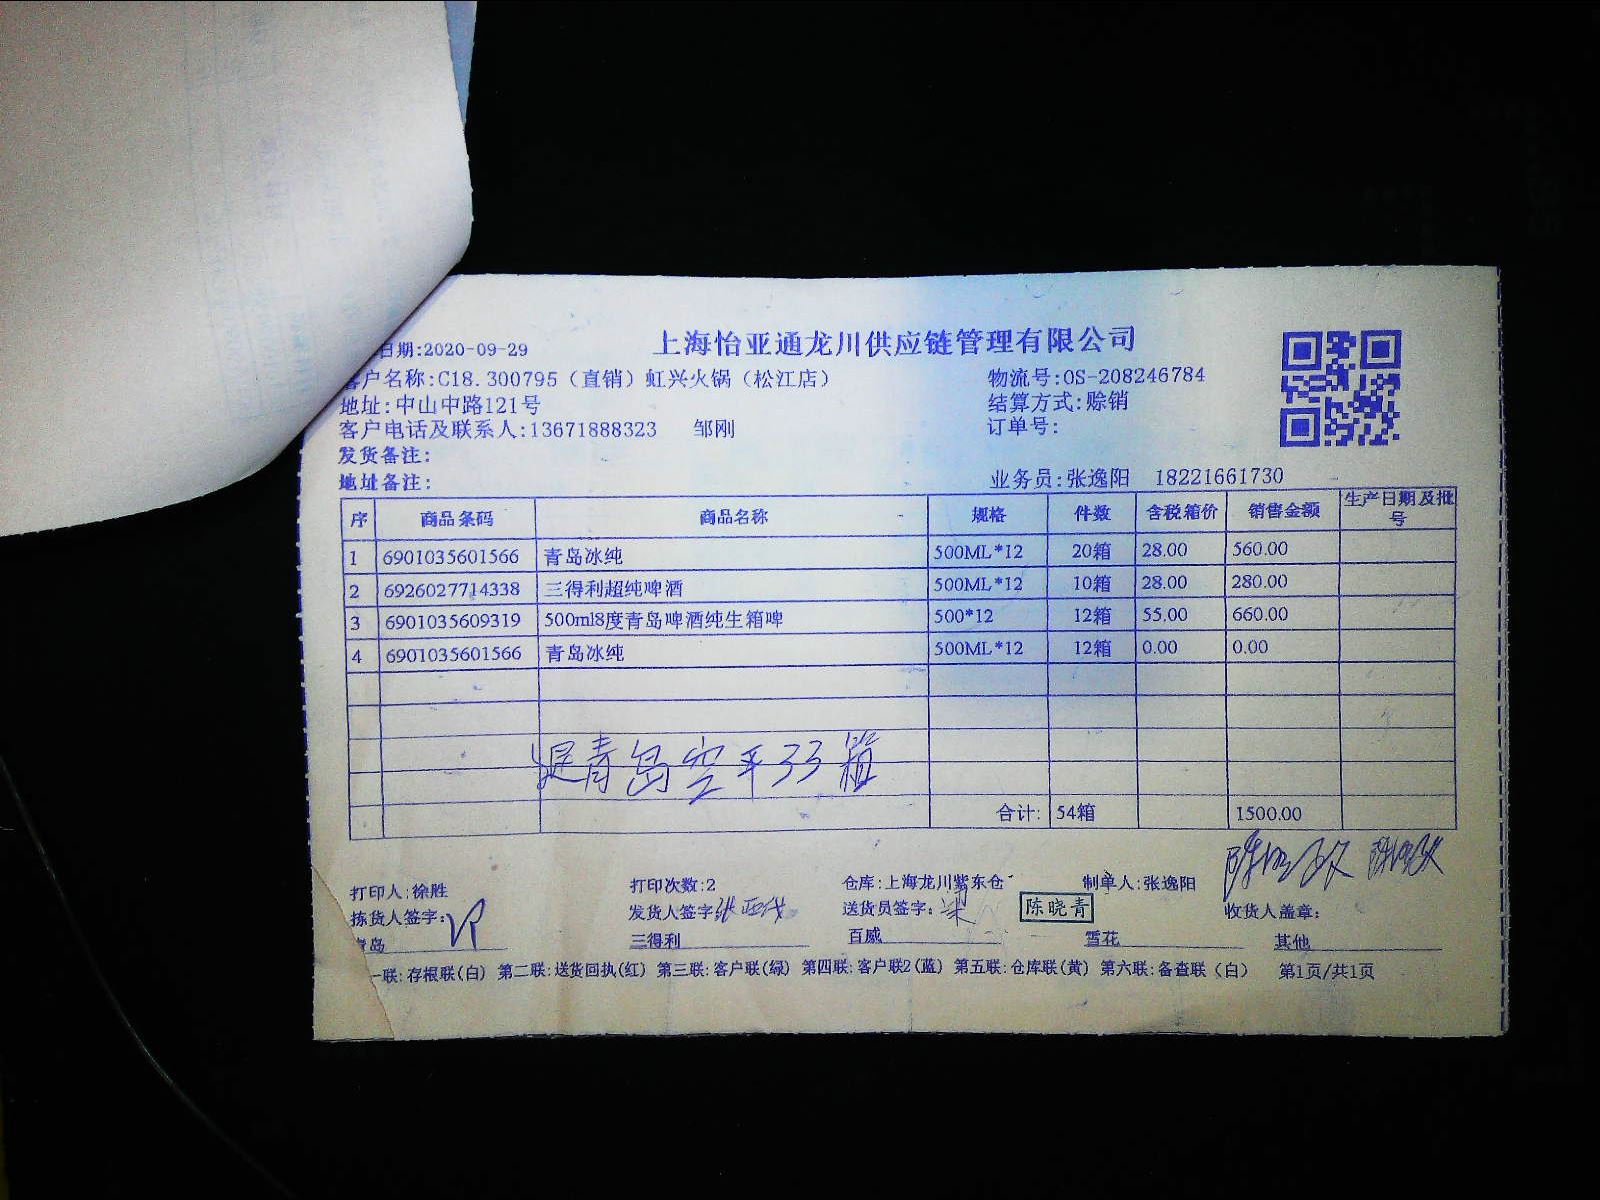 上海怡亚通龙川供应链管理有限公司
日期:2020-09-29
客户名称:C18.300795（直销）虹兴火锅（松江店） 物流号:OS-208246784
地址:中山中路121号 结算方式:赊销
客户电话及联系人:13671888323 邹刚 订单号:
发货备注:
地址备注: 业务员:张逸阳 18221661730
序 商品条码 商品名称 规格 件数 含税箱价 销售金额 生产日期及批号
1 6901035601566 青岛冰纯 500ML*12 20箱 28.00 560.00
2 6926027714338 三得利超纯啤酒 500ML*12 10箱 28.00 280.00
3 6901035609319 500ml8度青岛啤酒纯生箱啤 500*12 12箱 55.00 660.00
4 6901035601566 青岛冰纯 500ML*12 12箱 0.00 0.00
退青岛空平33箱
合计: 54箱 1500.00
打印人:徐胜 打印次数:2 仓库:上海龙川紫东仓 制单人:张逸阳
拣货人签字: 发货人签字: 送货员签字: 陈晓青 收货人盖章:
青岛 三得利 百威 雪花 其他
一联:存根联(白) 第二联:送货回执(红) 第三联:客户联(绿) 第四联:客户联2(蓝) 第五联:仓库联(黄) 第六联:备查联(白) 第1页/共1页